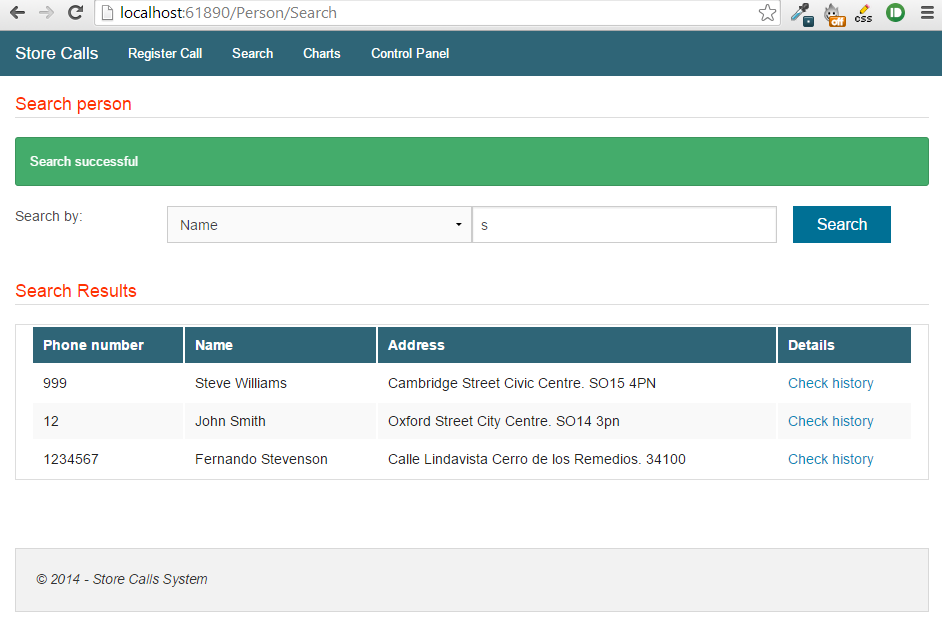 localhost:61890/Person/Search
off
CSS
Store Calls Register Call Search Charts Control Panel
Search person
Search successful
Search by: Name s Search
Search Results
Phone number Name Address Details
999 Steve Williams Cambridge Street Civic Centre. SO15 4PN Check history
12 John Smith Oxford Street City Centre. SO14 3pn Check history
1234567 Fernando Stevenson Calle Lindavista Cerro de los Remedios. 34100 Check history
© 2014 - Store Calls System